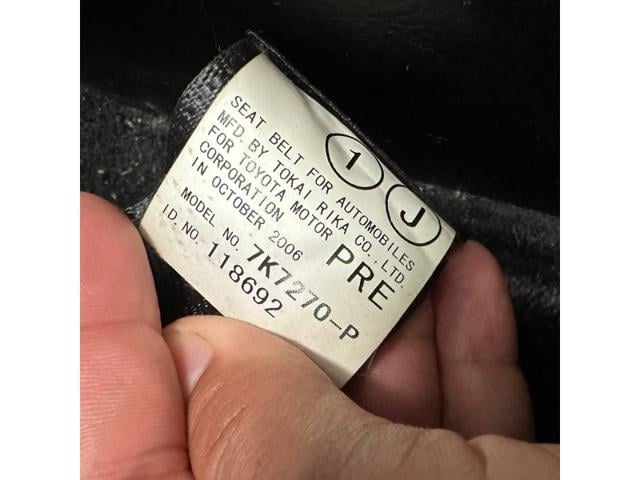 SEAT BELT FOR AUTOMOBILES
MFD. BY TOKAI RIKA CO., LTD.
FOR TOYOTA MOTOR
CORPORATION
IN OCTOBER 2006
1 J
PRE
MODEL NO. 7K7270-P
ID. NO. 118692